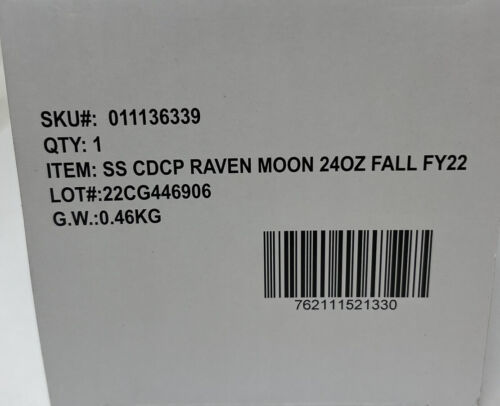 SKU#: 011136339
QTY: 1
ITEM: SS CDCP RAVEN MOON 24OZ FALL FY22
LOT#:22CG446906
G.W.:0.46KG
762111521330